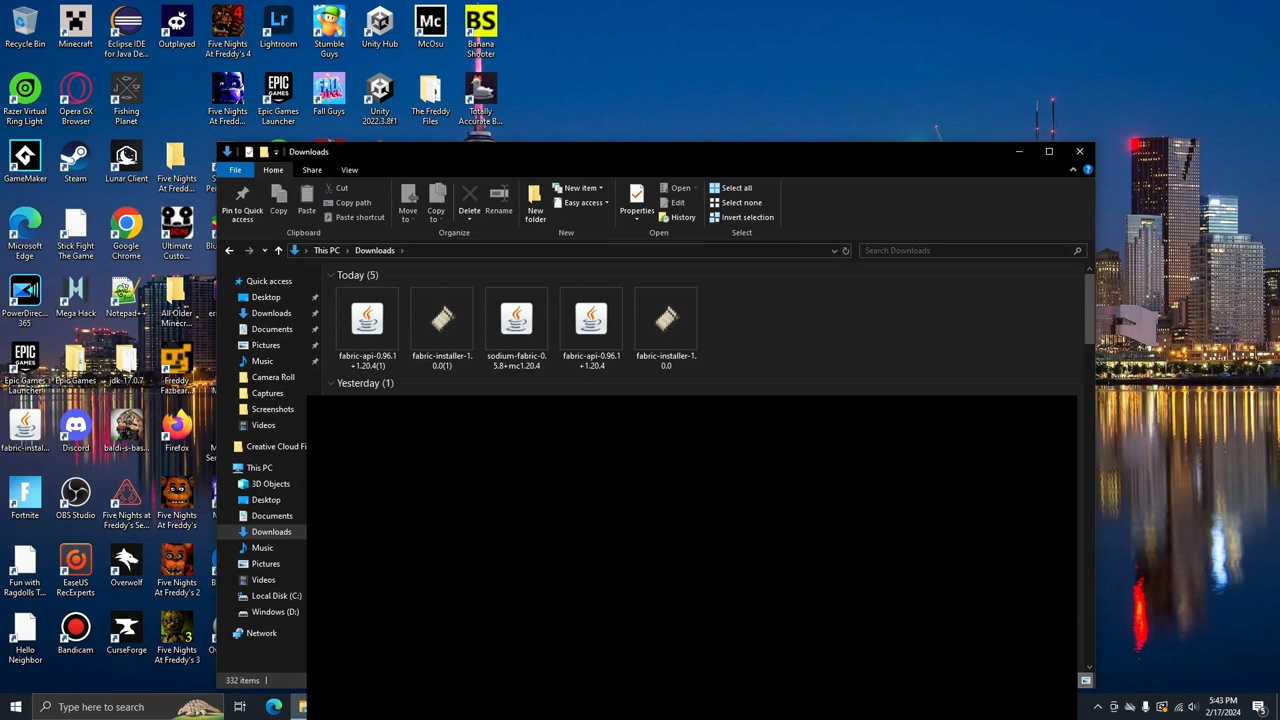 Recycle Bin
Minecraft
Eclipse IDE
for Java De...
Outplayed
Five Nights
At Freddy's 4
Lightroom
Stumble
Guys
Unity Hub
McOsu
Banana
Shooter
Mc
BS
Razer Virtual
Ring Light
Opera GX
Browser
Fishing
Planet
Five Nights
At Fredd...
Epic Games
Launcher
Fall Guys
Unity
2022.3.8f1
The Freddy
Files
Totally
Accurate B...
GameMaker
Steam
Lunar Client
Five Nights
At Freddy'...
Microsoft
Edge
Stick Fight
The Game
Google
Chrome
Ultimate
Custo...
PowerDirec...
365
Mega Hack
Notepad++
All Older
Minecr...
Epic Games
Launcher
Epic Games
jdk-17.0.7
Freddy
Fazbear...
fabric-instal...
Discord
baldi-s-bas...
Firefox
Fortnite
OBS Studio
Five Nights at
Freddy's Se...
Five Nights
At Freddy's
Fun with
Ragdolls T...
EaseUS
RecExperts
Overwolf
Five Nights
At Freddy's 2
Hello
Neighbor
Bandicam
CurseForge
Five Nights
At Freddy's 3
Downloads
File
Home
Share
View
Pin to Quick
access
Copy
Paste
Cut
Copy path
Paste shortcut
Clipboard
Move
to
Copy
to
Delete
Rename
Organize
New
folder
New item
Easy access
New
Properties
Open
Edit
History
Open
Select all
Select none
Invert selection
Select
This PC
Downloads
Search Downloads
Quick access
Desktop
Downloads
Documents
Pictures
Music
Camera Roll
Captures
Screenshots
Videos
Creative Cloud Fi
This PC
3D Objects
Desktop
Documents
Downloads
Music
Pictures
Videos
Local Disk (C:)
Windows (D:)
Network
332 items
Today (5)
fabric-api-0.96.1
+1.20.4(1)
fabric-installer-1.
0.0(1)
sodium-fabric-0.
5.8+mc1.20.4
fabric-api-0.96.1
+1.20.4
fabric-installer-1.
0.0
Yesterday (1)
Type here to search
5:43 PM
2/17/2024